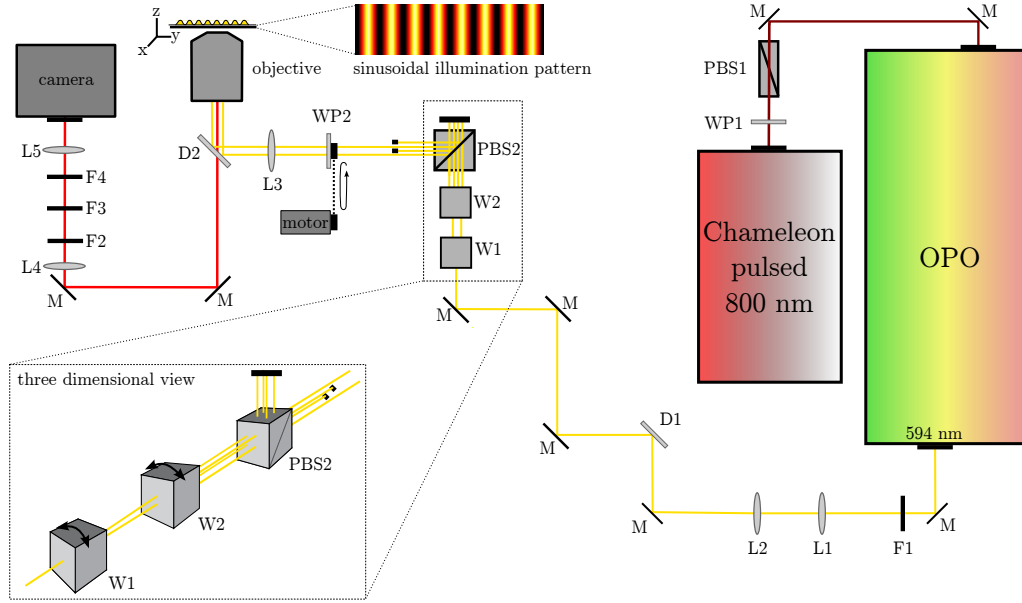 z
y
x
camera
objective
sinusoidal illumination pattern
M
M
PBS1
WP1
WP2
D2
L3
PBS2
L5
F4
F3
F2
L4
M
M
motor
W2
W1
M
M
Chameleon
pulsed
800 nm
OPO
594 nm
three dimensional view
PBS2
W2
W1
M
D1
M
L2
L1
F1
M